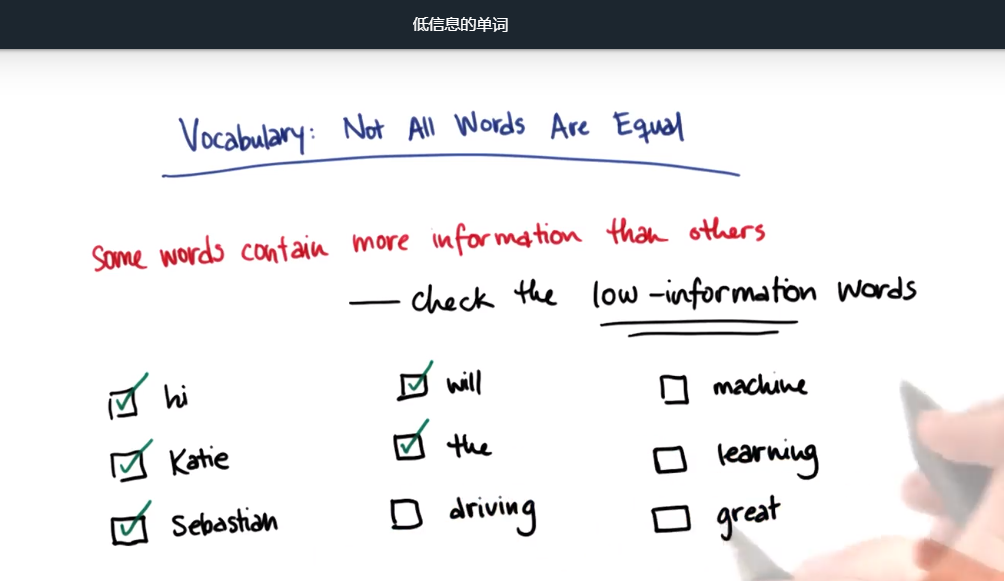 低信息的单词
Vocabulary: Not All Words Are Equal
Some words contain more information than others
— check the low-information words
hi will machine
Katie the learning
Sebastian driving great